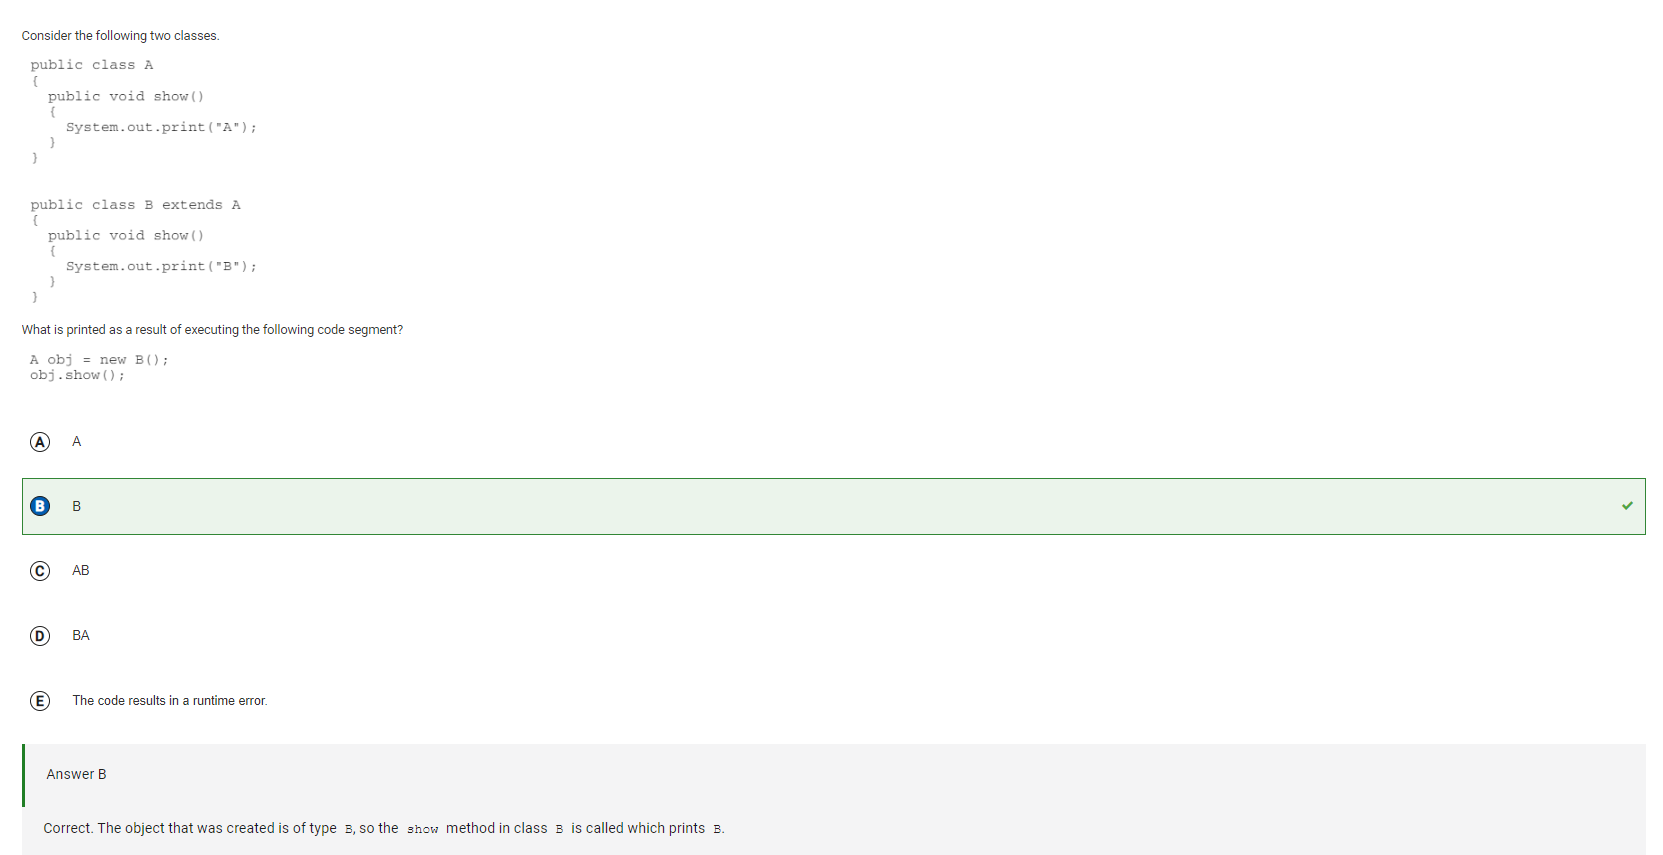 Consider the following two classes.
public class A
{
  public void show()
  {
    System.out.print("A");
  }
}
public class B extends A
{
  public void show()
  {
    System.out.print("B");
  }
}
What is printed as a result of executing the following code segment?
A obj = new B();
obj.show();
A A
B B
C AB
D BA
E The code results in a runtime error.
Answer B
Correct. The object that was created is of type B, so the show method in class B is called which prints B.